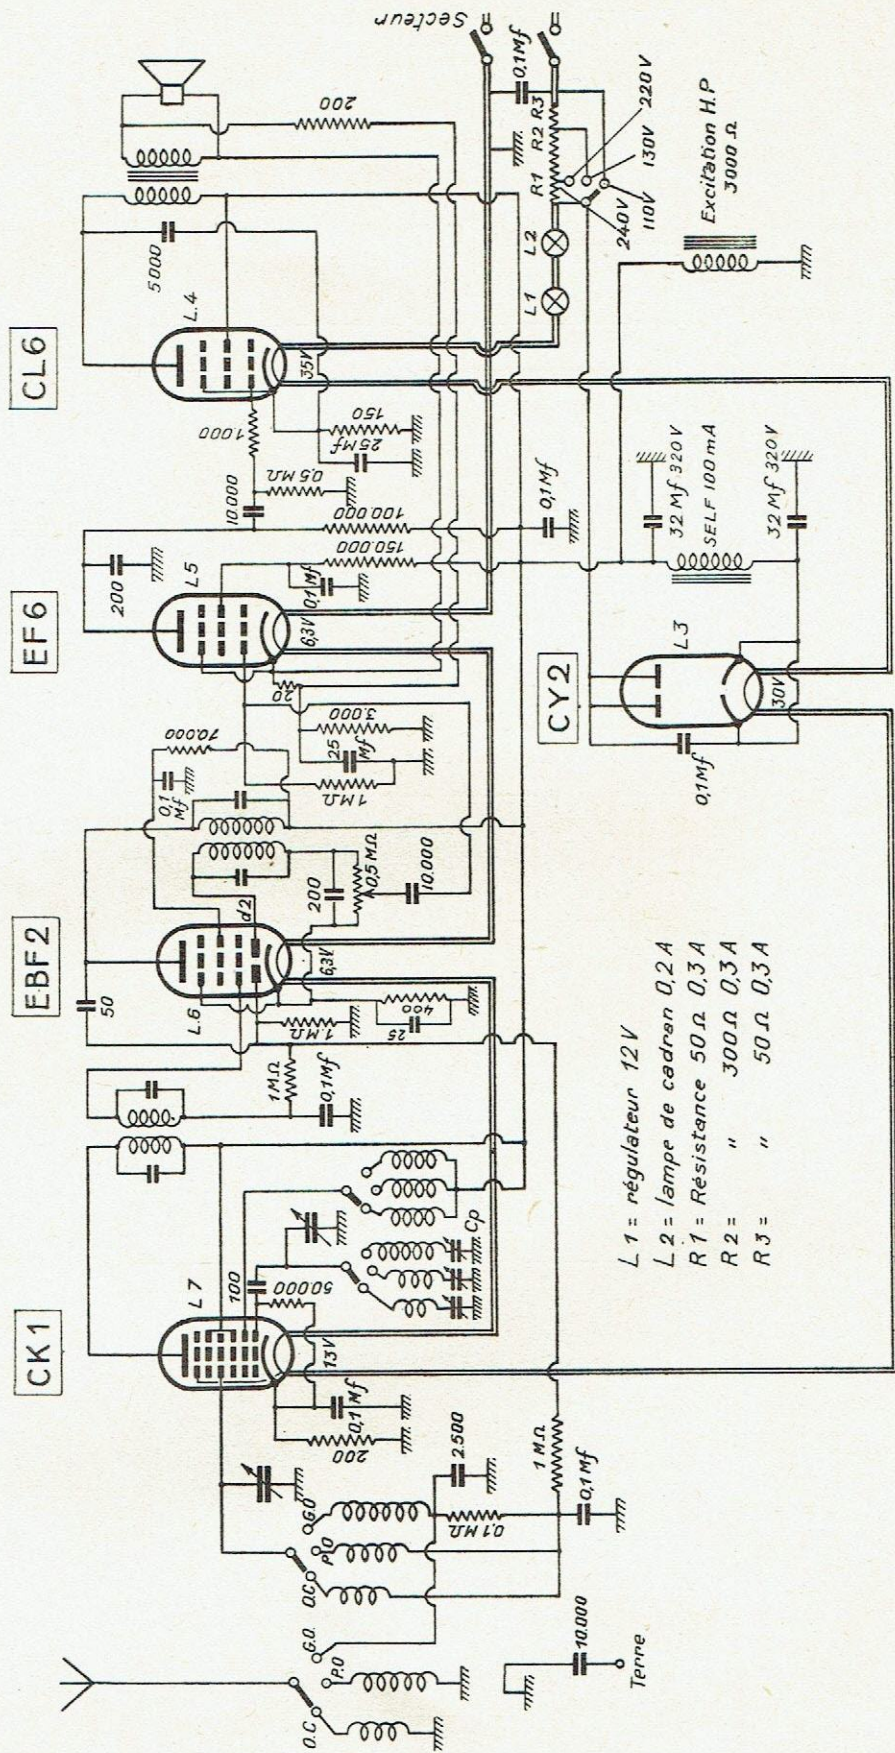 CK1
EBF2
EF6
CL6
CY2
L7
L.6
L5
L.4
L3
O.C
P.O
G.O.
O.C
P.O
G.O
10.000
Terre
2.500
0,1 MΩ
0,1 Mf
1 MΩ
200
0,1 Mf
13V
100
50.000
Cp
50
1 MΩ
0,1 Mf
1.MΩ
25
400
6,3V
d2
200
0,5 MΩ
10.000
0,1 Mf
70.000
1 MΩ
25 Mf
3.000
20
6,3V
200
0,1 Mf
150.000
100.000
0,1 Mf
10.000
0,5 MΩ
1.000
35V
25 Mf
150
5000
200
Secteur
0,1 Mf
L1
L2
R1
R2
R3
240V
110V
130V
220V
Excitation H.P
3000 Ω
32 Mf 320V
SELF 100 mA
32 Mf 320V
30V
0,1 Mf
L1 = régulateur 12V
L2 = lampe de cadran 0,2 A
R1 = Résistance 50 Ω 0,3 A
R2 = " 300 Ω 0,3 A
R3 = " 50 Ω 0,3 A